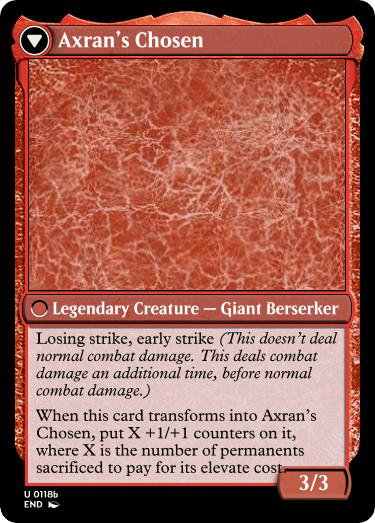 Axran's Chosen
Legendary Creature — Giant Berserker
Losing strike, early strike (This doesn't deal
normal combat damage. This deals combat
damage an additional time, before normal
combat damage.)
When this card transforms into Axran's
Chosen, put X +1/+1 counters on it,
where X is the number of permanents
sacrificed to pay for its elevate cost.
3/3
U 0118b
END